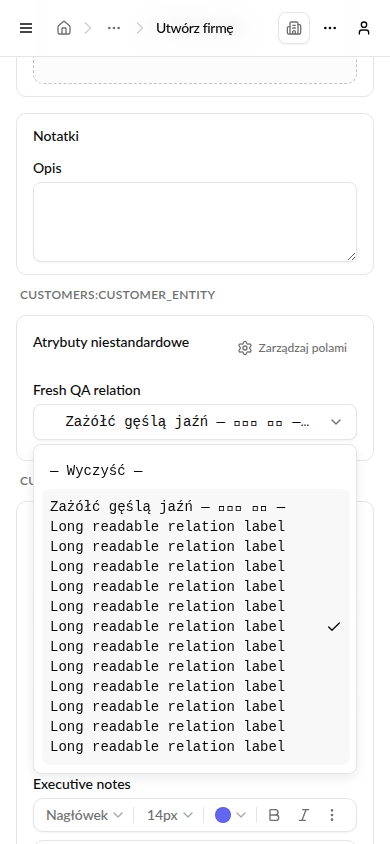 Utwórz firmę
Notatki
Opis
CUSTOMERS:CUSTOMER_ENTITY
Atrybuty niestandardowe
Zarządzaj polami
Fresh QA relation
Zażółć gęślą jaźń — —…
CU
— Wyczyść —
Zażółć gęślą jaźń — —
Long readable relation label
Long readable relation label
Long readable relation label
Long readable relation label
Long readable relation label
Long readable relation label
Long readable relation label
Long readable relation label
Long readable relation label
Long readable relation label
Long readable relation label
Long readable relation label
Executive notes
Nagłówek 14px B I